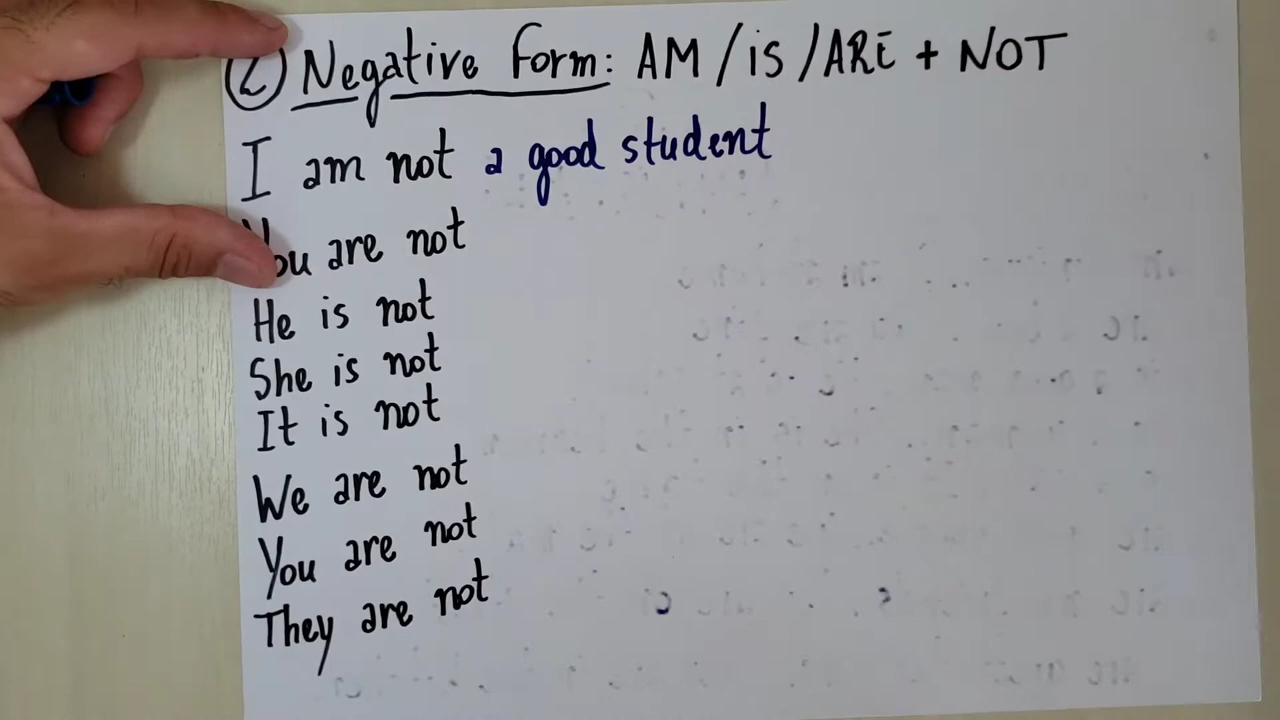 2 Negative Form: AM / is / ARE + NOT
I am not a good student
You are not
He is not
She is not
It is not
We are not
You are not
They are not